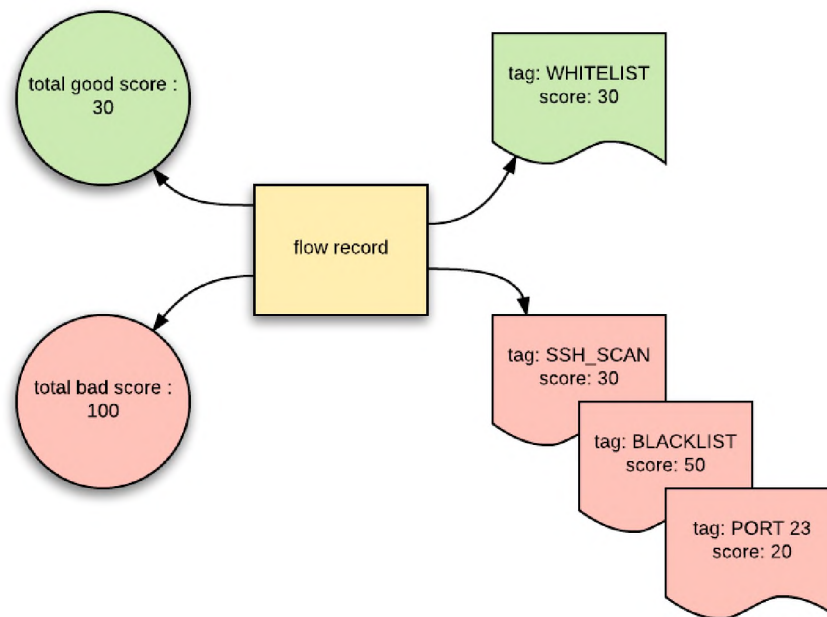 total good score :
30
tag: WHITELIST
score: 30
flow record
total bad score :
100
tag: SSH_SCAN
score: 30
tag: BLACKLIST
score: 50
tag: PORT 23
score: 20